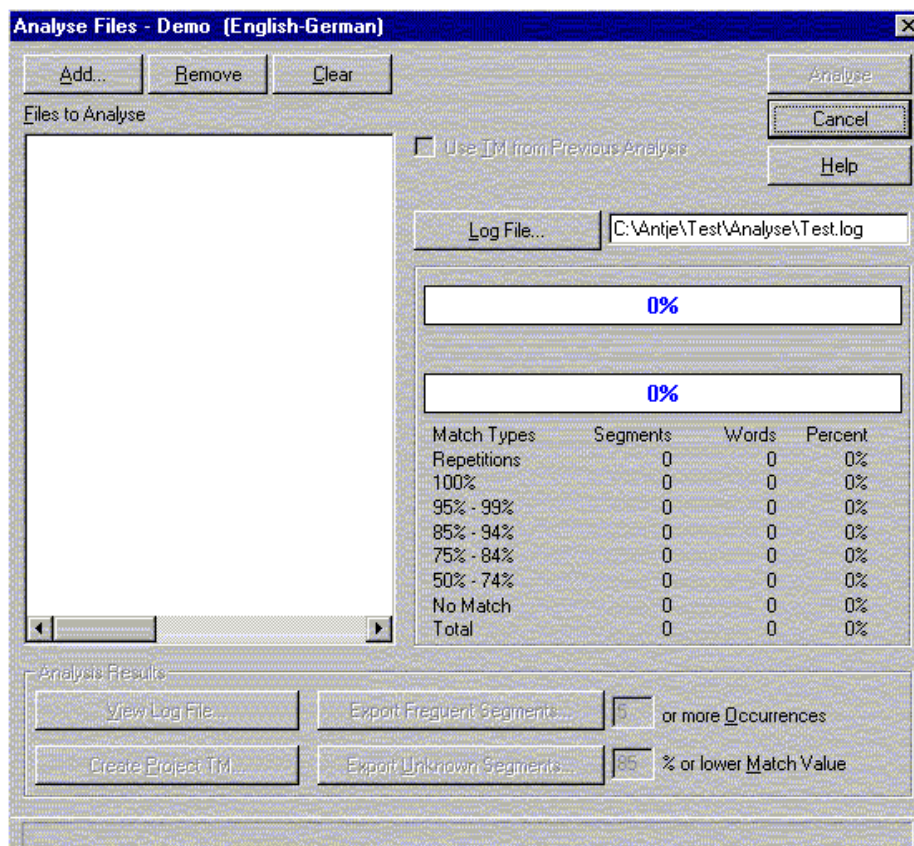 Analyse Files - Demo (English-German)
Add... Remove Clear
Analyse
Files to Analyse
Cancel
Use TM from Previous Analysis
Help
Log File... C:\Antje\Test\Analyse\Test.log
0%
0%
Match Types Segments Words Percent
Repetitions 0 0 0%
100% 0 0 0%
95% - 99% 0 0 0%
85% - 94% 0 0 0%
75% - 84% 0 0 0%
50% - 74% 0 0 0%
No Match 0 0 0%
Total 0 0 0%
Analysis Results
View Log File... Export Frequent Segments... 5 or more Occurrences
Create Project TM... Export Unknown Segments... 85 % or lower Match Value